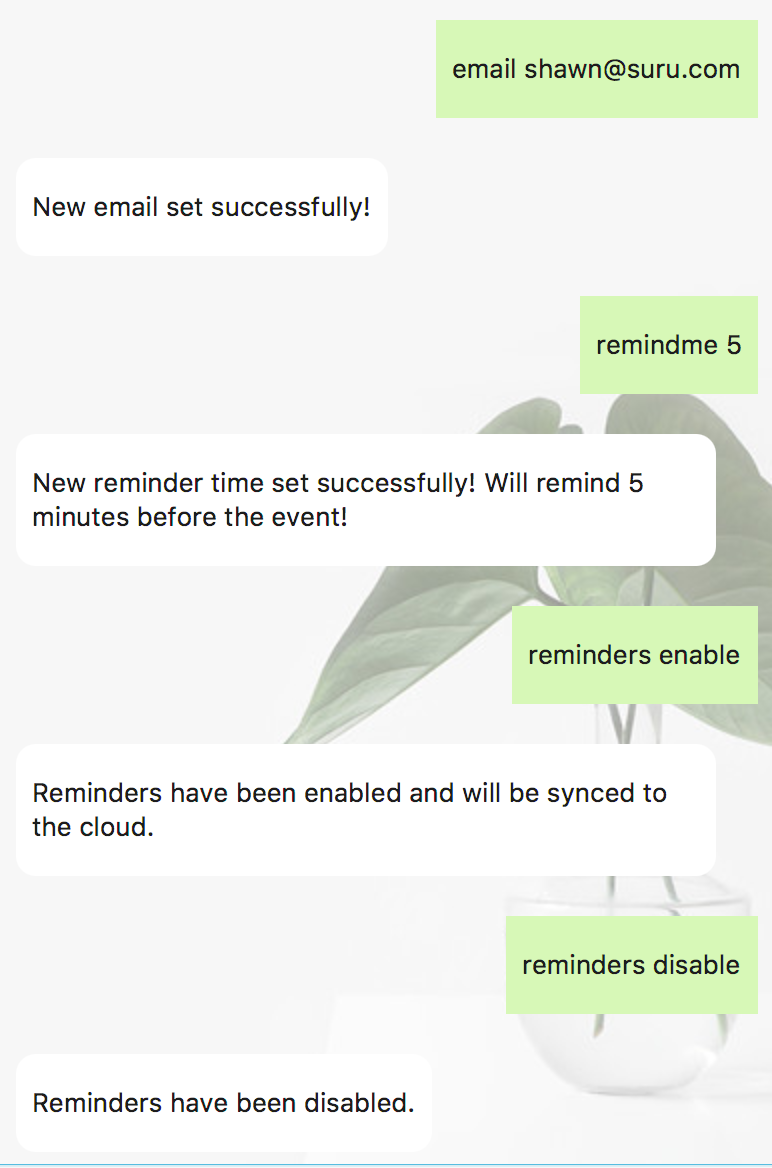 email shawn@suru.com
New email set successfully!
remindme 5
New reminder time set successfully! Will remind 5
minutes before the event!
reminders enable
Reminders have been enabled and will be synced to
the cloud.
reminders disable
Reminders have been disabled.